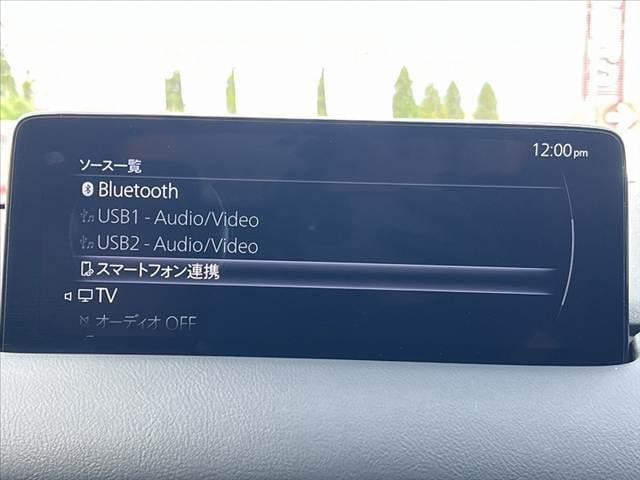 ソース一覧
12:00pm
Bluetooth
USB1 - Audio/Video
USB2 - Audio/Video
スマートフォン連携
TV
オーディオ OFF